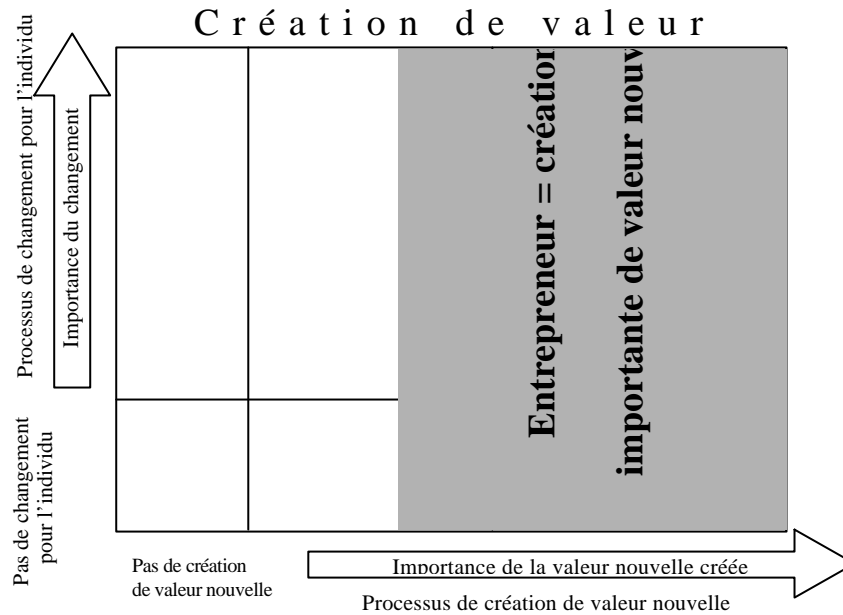 Création de valeur
Processus de changement pour l'individu
Importance du changement
Pas de changement
pour l'individu
Entrepreneur = création
importante de valeur nouv
Pas de création
de valeur nouvelle
Importance de la valeur nouvelle créée
Processus de création de valeur nouvelle